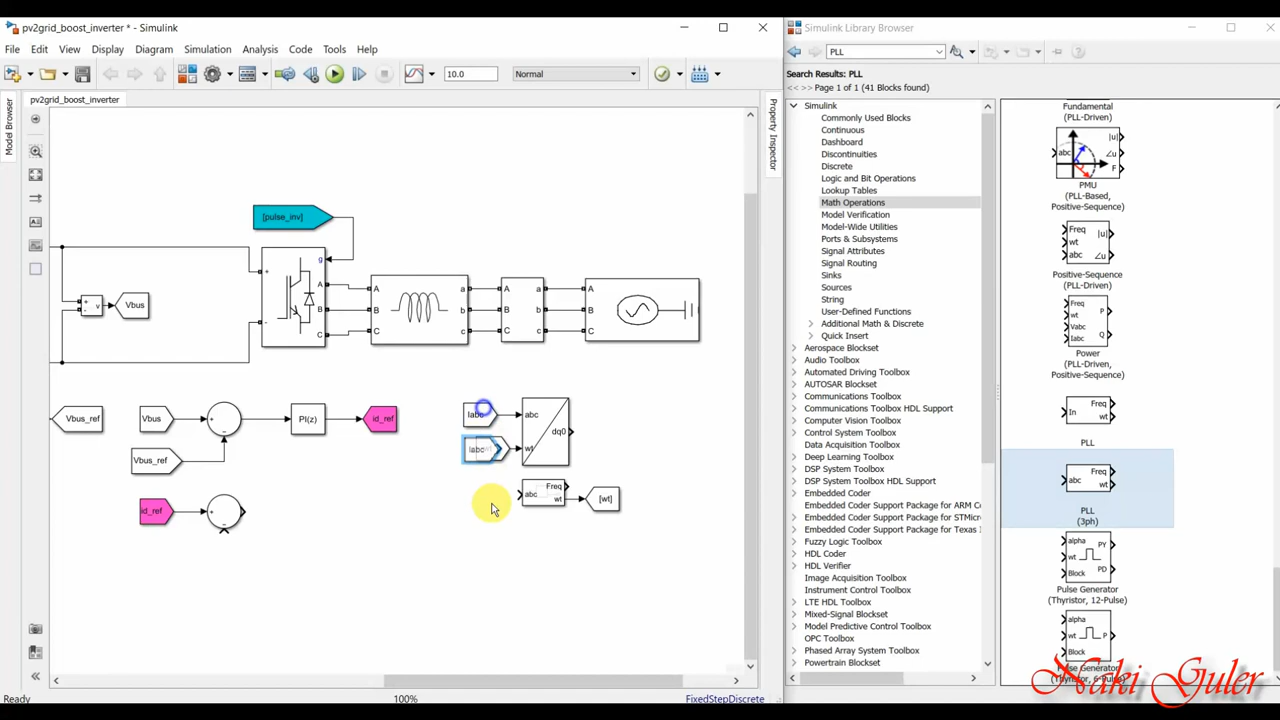 pv2grid_boost_inverter * - Simulink
File Edit View Display Diagram Simulation Analysis Code Tools Help
10.0
Normal
pv2grid_boost_inverter
Model Browser
Property Inspector
[pulse_inv]
g
+
-
A
B
C
A
B
C
a
b
c
A
B
C
a
b
c
A
B
C
+
-
v
Vbus
Vbus_ref
Vbus
+
-
PI(z)
id_ref
Vbus_ref
id_ref
+
-
Iabc
Iabc
abc
wt
dq0
abc
Freq
wt
[wt]
Ready
100%
FixedStepDiscrete
Simulink Library Browser
PLL
Search Results: PLL
<< >> Page 1 of 1 (41 Blocks found)
Simulink
Commonly Used Blocks
Continuous
Dashboard
Discontinuities
Discrete
Logic and Bit Operations
Lookup Tables
Math Operations
Model Verification
Model-Wide Utilities
Ports & Subsystems
Signal Attributes
Signal Routing
Sinks
Sources
String
User-Defined Functions
Additional Math & Discrete
Quick Insert
Aerospace Blockset
Audio Toolbox
Automated Driving Toolbox
AUTOSAR Blockset
Communications Toolbox
Communications Toolbox HDL Support
Computer Vision Toolbox
Control System Toolbox
Data Acquisition Toolbox
Deep Learning Toolbox
DSP System Toolbox
DSP System Toolbox HDL Support
Embedded Coder
Embedded Coder Support Package for ARM Co
Embedded Coder Support Package for STMicr
Embedded Coder Support Package for Texas I
Fuzzy Logic Toolbox
HDL Coder
HDL Verifier
Image Acquisition Toolbox
Instrument Control Toolbox
LTE HDL Toolbox
Mixed-Signal Blockset
Model Predictive Control Toolbox
OPC Toolbox
Phased Array System Toolbox
Powertrain Blockset
Fundamental
(PLL-Driven)
abc
|u|
∠u
F
PMU
(PLL-Based,
Positive-Sequence)
Freq
wt
abc
|u|
∠u
Positive-Sequence
(PLL-Driven)
Freq
wt
Vabc
Iabc
P
Q
Power
(PLL-Driven,
Positive-Sequence)
In
Freq
wt
PLL
abc
Freq
wt
PLL
(3ph)
alpha
wt
Block
PY
PD
Pulse Generator
(Thyristor, 12-Pulse)
alpha
wt
Block
P
Pulse Generator
(Thyristor, 6-Pulse)
Naki Guler